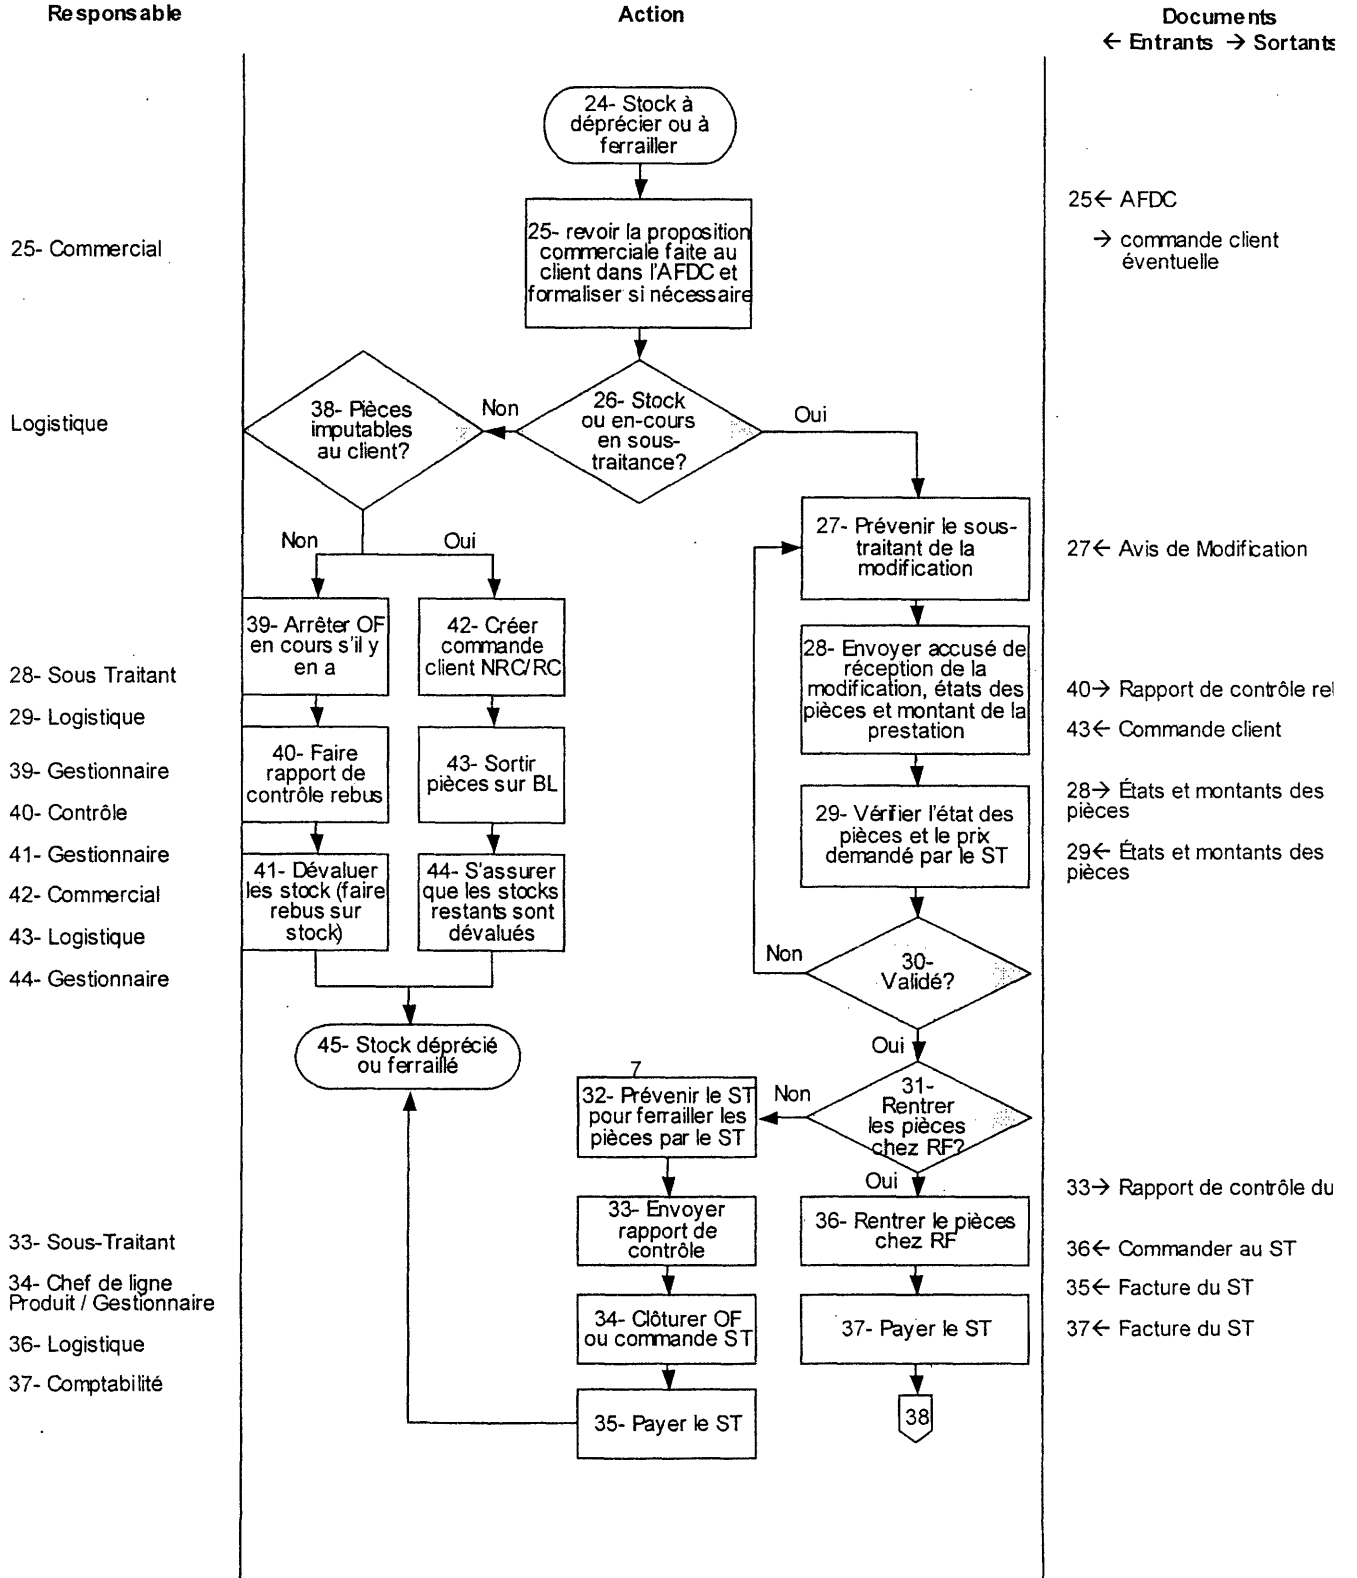 Responsable
Action
Documents
← Entrants → Sortants
24- Stock à
déprécier ou à
ferrailler
25- revoir la proposition
commerciale faite au
client dans l'AFDC et
formaliser si nécessaire
25- Commercial
25← AFDC
→ commande client
éventuelle
Logistique
38- Pièces
imputables
au client?
Non
26- Stock
ou en-cours
en sous-
traitance?
Oui
27- Prévenir le sous-
traitant de la
modification
27← Avis de Modification
Non
Oui
39- Arrêter OF
en cours s'il y
en a
42- Créer
commande
client NRC/RC
28- Envoyer accusé de
réception de la
modification, états des
pièces et montant de la
prestation
28- Sous Traitant
29- Logistique
39- Gestionnaire
40- Contrôle
41- Gestionnaire
42- Commercial
43- Logistique
44- Gestionnaire
40→ Rapport de contrôle
43← Commande client
28→ États et montants des
pièces
29← États et montants des
pièces
40- Faire
rapport de
contrôle rebus
43- Sortir
pièces sur BL
29- Vérifier l'état des
pièces et le prix
demandé par le ST
41- Dévaluer
les stock (faire
rebus sur
stock)
44- S'assurer
que les stocks
restants sont
dévalués
Non
30-
Validé?
Oui
45- Stock déprécié
ou ferraillé
7
32- Prévenir le ST
pour ferrailler les
pièces par le ST
Non
31-
Rentrer
les pièces
chez RF?
Oui
33- Envoyer
rapport de
contrôle
36- Rentrer le pièces
chez RF
33→ Rapport de contrôle du
36← Commander au ST
35← Facture du ST
37← Facture du ST
33- Sous-Traitant
34- Chef de ligne
Produit / Gestionnaire
36- Logistique
37- Comptabilité
34- Clôturer OF
ou commande ST
37- Payer le ST
35- Payer le ST
38